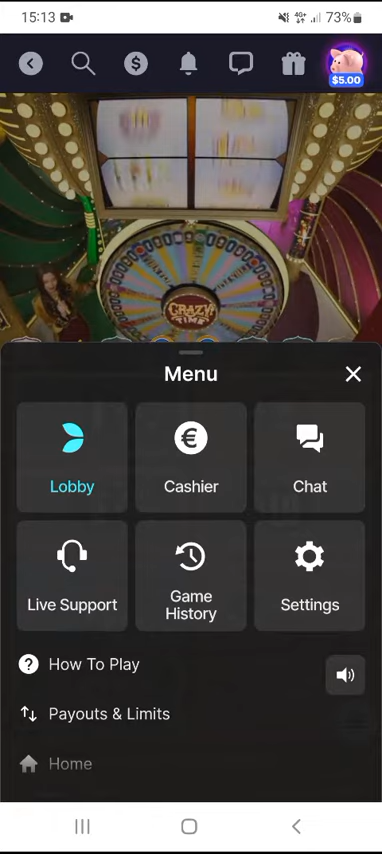 15:13
4G+
73%
$
$5.00
CRAZY
TIME
Menu
€
Lobby
Cashier
Chat
Live Support
Game
History
Settings
? How To Play
Payouts & Limits
Home